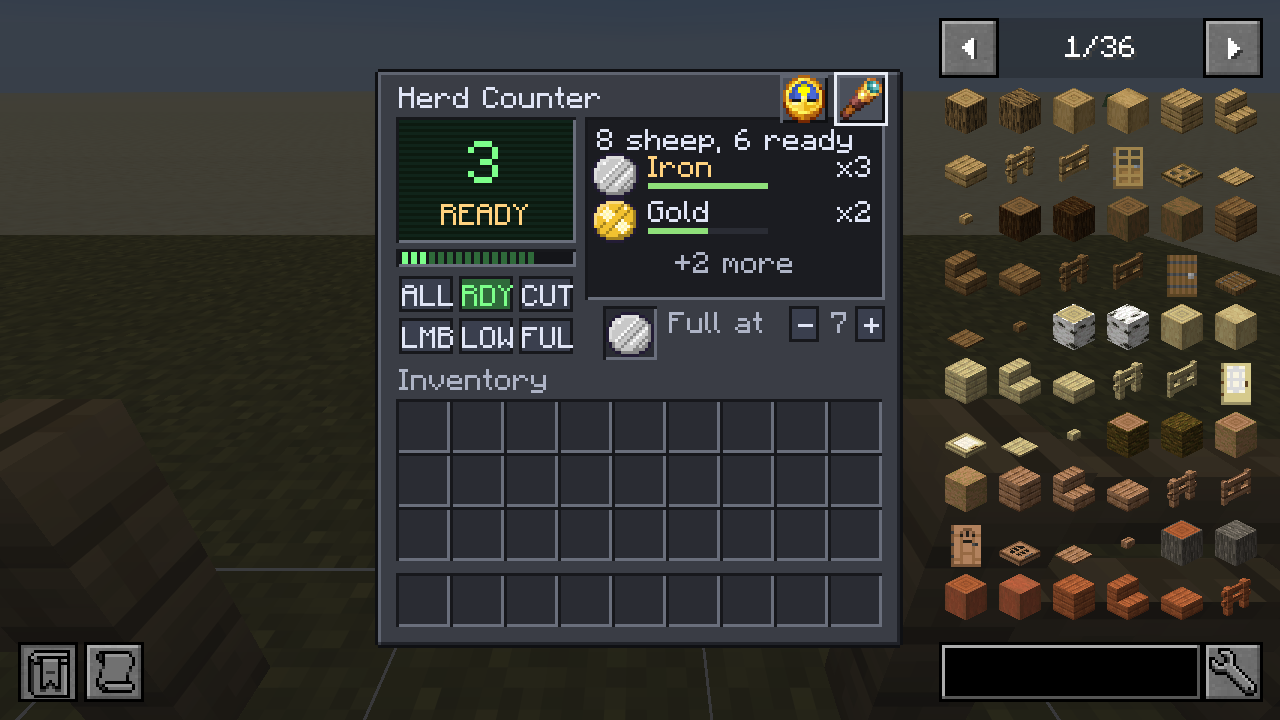 1/36
Herd Counter
3
READY
8 sheep, 6 ready
Iron x3
Gold x2
+2 more
ALL RDY CUT
LMB LOW FUL
Full at - 7 +
Inventory